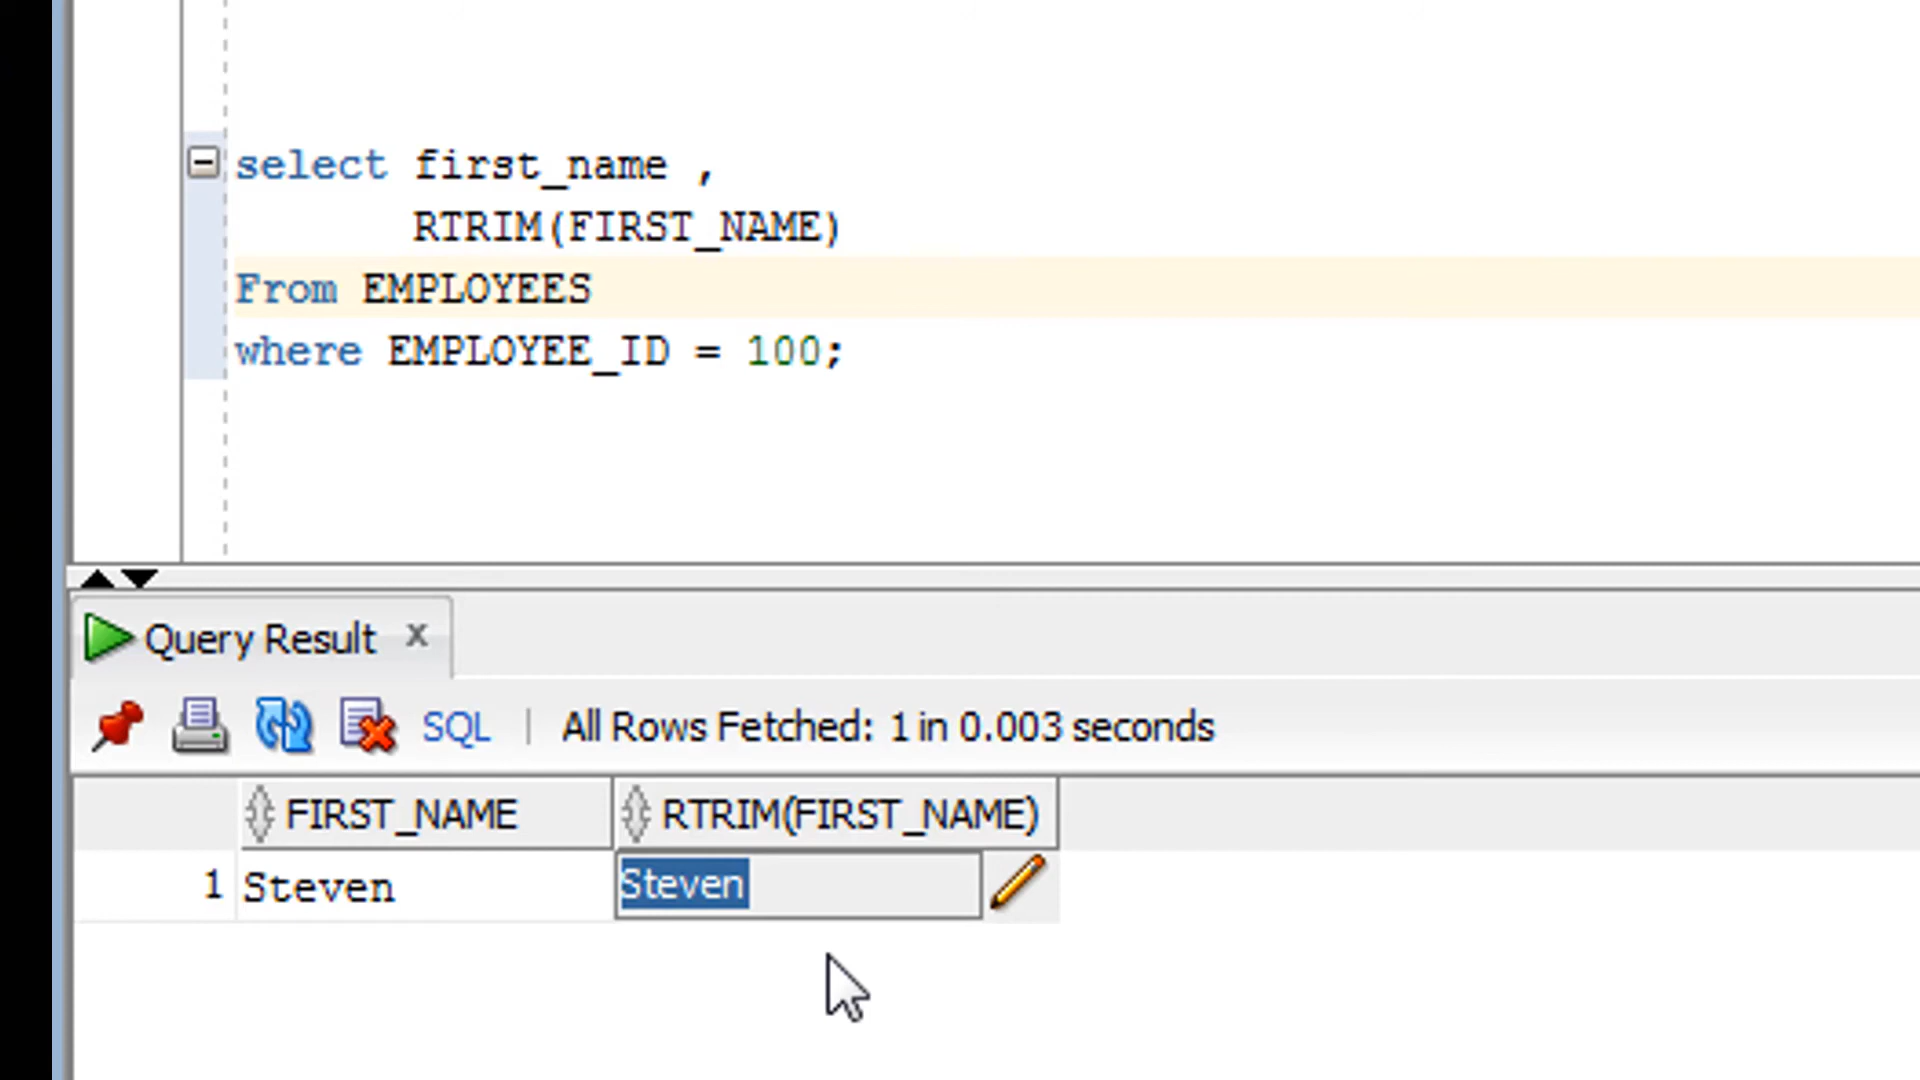 select first_name ,
RTRIM(FIRST_NAME)
From EMPLOYEES
where EMPLOYEE_ID = 100;
Query Result x
SQL | All Rows Fetched: 1 in 0.003 seconds
FIRST_NAME RTRIM(FIRST_NAME)
1 Steven Steven